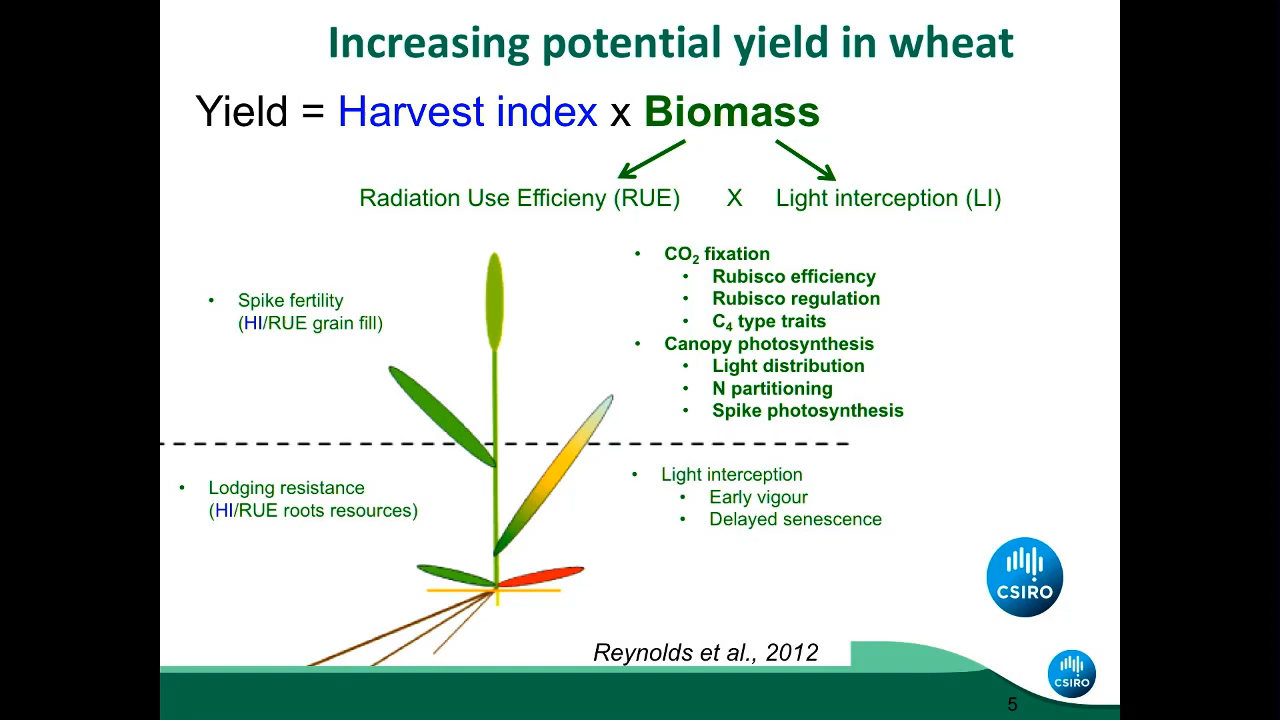 Increasing potential yield in wheat
Yield = Harvest index x Biomass
Radiation Use Efficieny (RUE) X Light interception (LI)
• Spike fertility
(HI/RUE grain fill)
• CO2 fixation
• Rubisco efficiency
• Rubisco regulation
• C4 type traits
• Canopy photosynthesis
• Light distribution
• N partitioning
• Spike photosynthesis
• Lodging resistance
(HI/RUE roots resources)
• Light interception
• Early vigour
• Delayed senescence
CSIRO
Reynolds et al., 2012
CSIRO
5